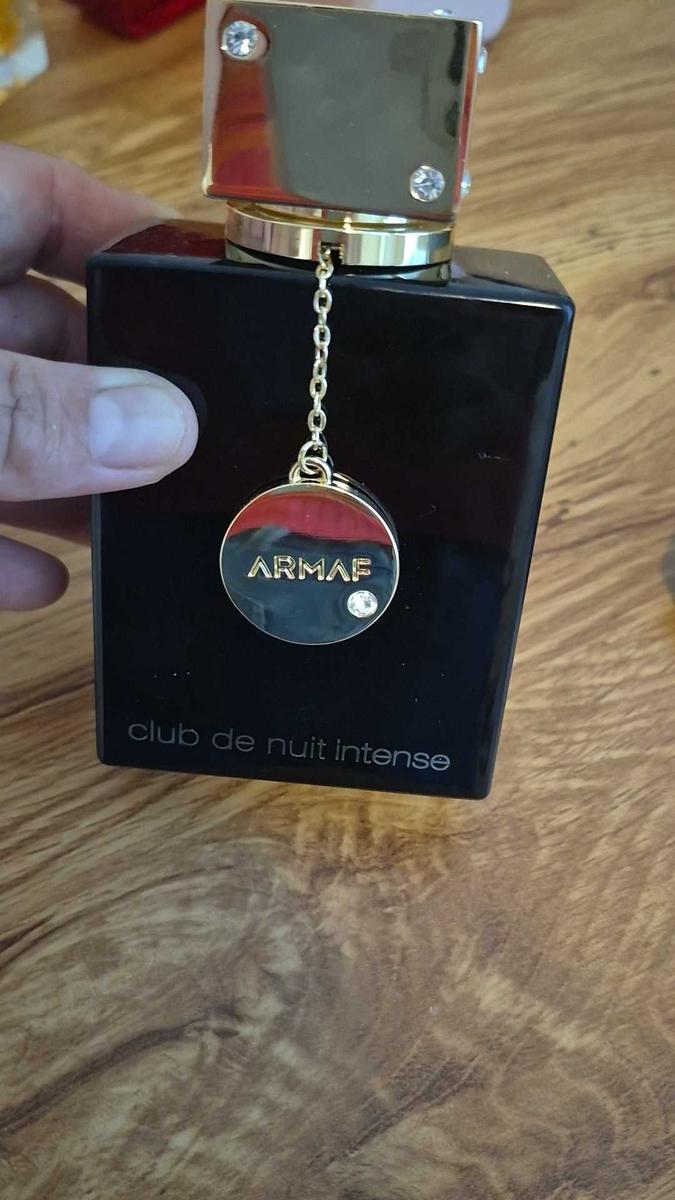 ARMAF
club de nuit intense